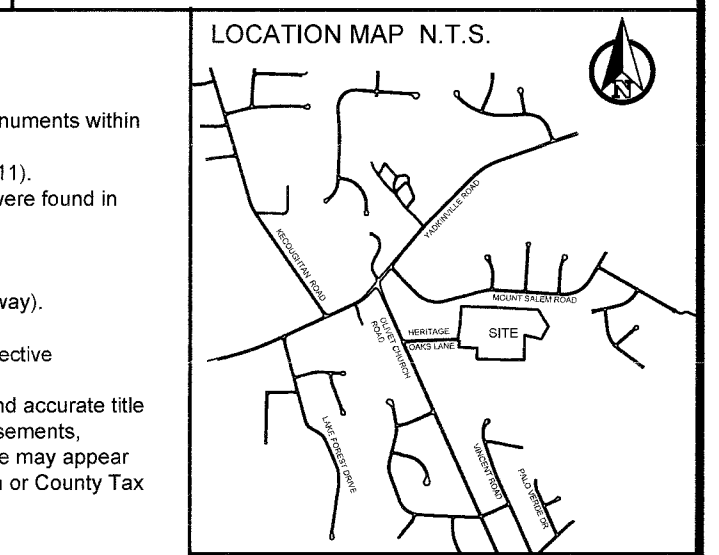 numents within
11).
were found in
way).
ective
nd accurate title
sements,
e may appear
n or County Tax
LOCATION MAP N.T.S.
N
YADKINVILLE ROAD
KECOUGHTAN ROAD
MOUNT SALEM ROAD
OLIVET CHURCH
ROAD
HERITAGE
OAKS LANE
SITE
LAKE FOREST DRIVE
VINCENT ROAD
PALO VERDE DR